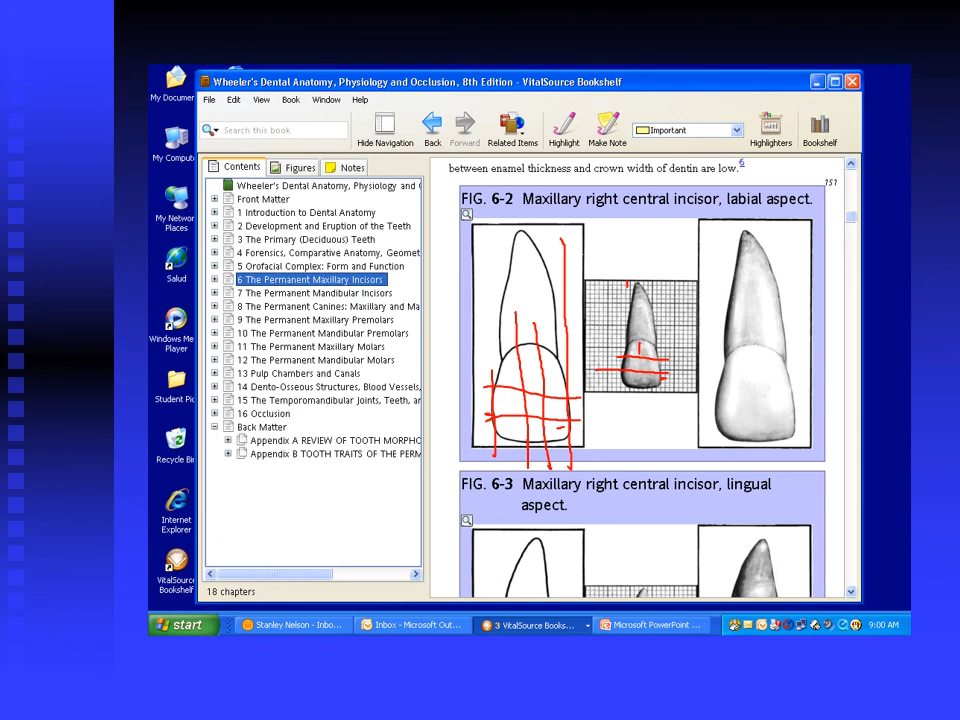 My Documen
My Compute
My Network
Places
Salud
Windows Me
Player
Student Pic
Recycle Bin
Internet
Explorer
VitalSource
Bookshelf
Wheeler's Dental Anatomy, Physiology and Occlusion, 8th Edition - VitalSource Bookshelf
File Edit View Book Window Help
Search this book
Hide Navigation Back Forward Related Items Highlight Make Note Important Highlighters Bookshelf
Contents Figures Notes
Wheeler's Dental Anatomy, Physiology and O
Front Matter
1 Introduction to Dental Anatomy
2 Development and Eruption of the Teeth
3 The Primary (Deciduous) Teeth
4 Forensics, Comparative Anatomy, Geomet
5 Orofacial Complex: Form and Function
6 The Permanent Maxillary Incisors
7 The Permanent Mandibular Incisors
8 The Permanent Canines: Maxillary and Ma
9 The Permanent Maxillary Premolars
10 The Permanent Mandibular Premolars
11 The Permanent Maxillary Molars
12 The Permanent Mandibular Molars
13 Pulp Chambers and Canals
14 Dento-Osseous Structures, Blood Vessels,
15 The Temporomandibular Joints, Teeth, an
16 Occlusion
Back Matter
Appendix A REVIEW OF TOOTH MORPHO
Appendix B TOOTH TRAITS OF THE PERM
18 chapters
between enamel thickness and crown width of dentin are low.6
151
FIG. 6-2 Maxillary right central incisor, labial aspect.
FIG. 6-3 Maxillary right central incisor, lingual
aspect.
start
Stanley Nelson - Inbo...
Inbox - Microsoft Out...
3 VitalSource Books...
Microsoft PowerPoint ...
9:00 AM